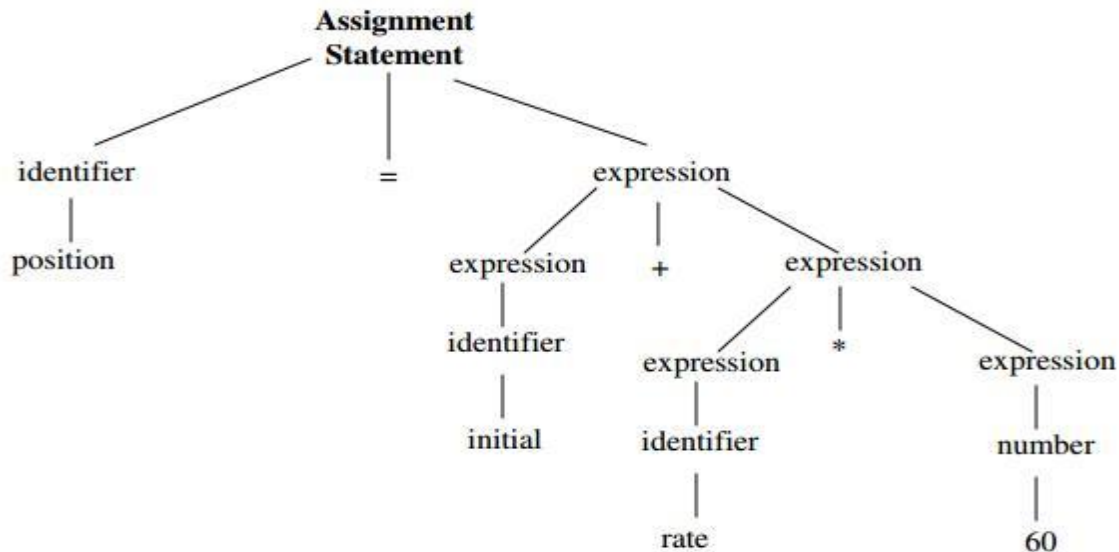 Assignment
Statement
identifier = expression
position expression + expression
identifier expression * expression
initial identifier number
rate 60